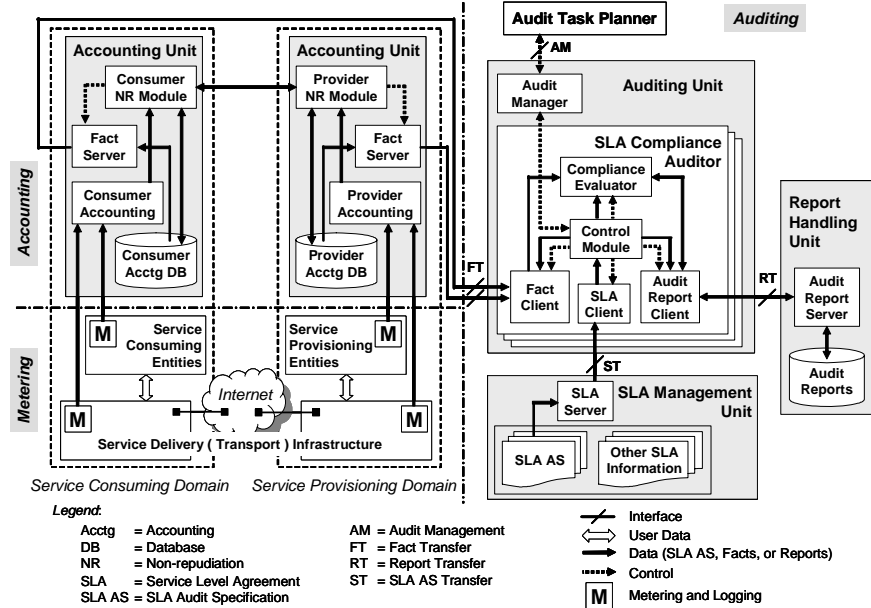 Audit Task Planner
Auditing
AM
Accounting Unit
Consumer
NR Module
Fact
Server
Consumer
Accounting
Consumer
Acctg DB
Accounting Unit
Provider
NR Module
Fact
Server
Provider
Accounting
Provider
Acctg DB
Accounting
Auditing Unit
Audit
Manager
SLA Compliance
Auditor
Compliance
Evaluator
Control
Module
Fact
Client
SLA
Client
Audit
Report
Client
FT
RT
ST
Report
Handling
Unit
Audit
Report
Server
Audit
Reports
Metering
M
Service
Consuming
Entities
M
Service
Provisioning
Entities
M
Internet
M
Service Delivery ( Transport ) Infrastructure
SLA
Server
SLA Management
Unit
SLA AS
Other SLA
Information
Service Consuming Domain
Service Provisioning Domain
Legend:
Acctg = Accounting
DB = Database
NR = Non-repudiation
SLA = Service Level Agreement
SLA AS = SLA Audit Specification
AM = Audit Management
FT = Fact Transfer
RT = Report Transfer
ST = SLA AS Transfer
Interface
User Data
Data (SLA AS, Facts, or Reports)
Control
M Metering and Logging